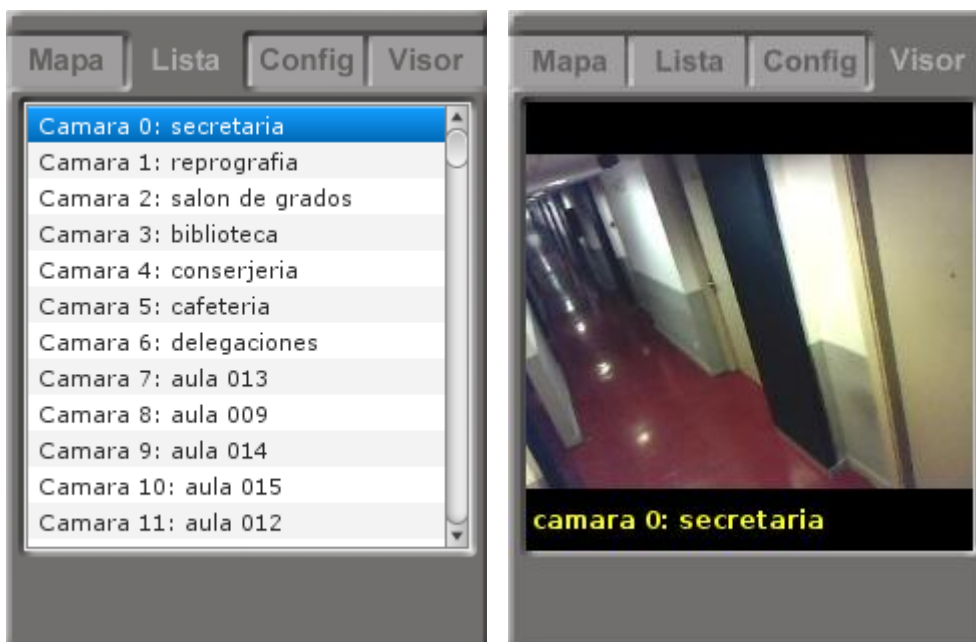 Mapa Lista Config Visor
Camara 0: secretaria
Camara 1: reprografia
Camara 2: salon de grados
Camara 3: biblioteca
Camara 4: conserjeria
Camara 5: cafeteria
Camara 6: delegaciones
Camara 7: aula 013
Camara 8: aula 009
Camara 9: aula 014
Camara 10: aula 015
Camara 11: aula 012
Mapa Lista Config Visor
camara 0: secretaria